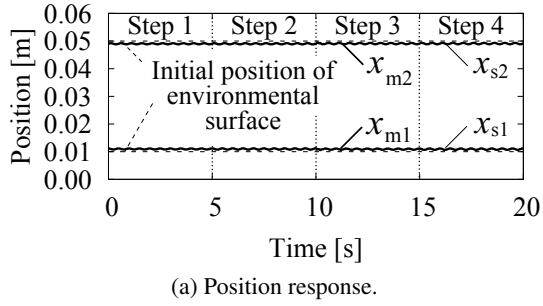 Step 1 Step 2 Step 3 Step 4
0.06
0.05
0.04
0.03
0.02
0.01
0.00
Position [m]
Initial position of
environmental
surface
x_m2
x_s2
x_m1
x_s1
0 5 10 15 20
Time [s]
(a) Position response.